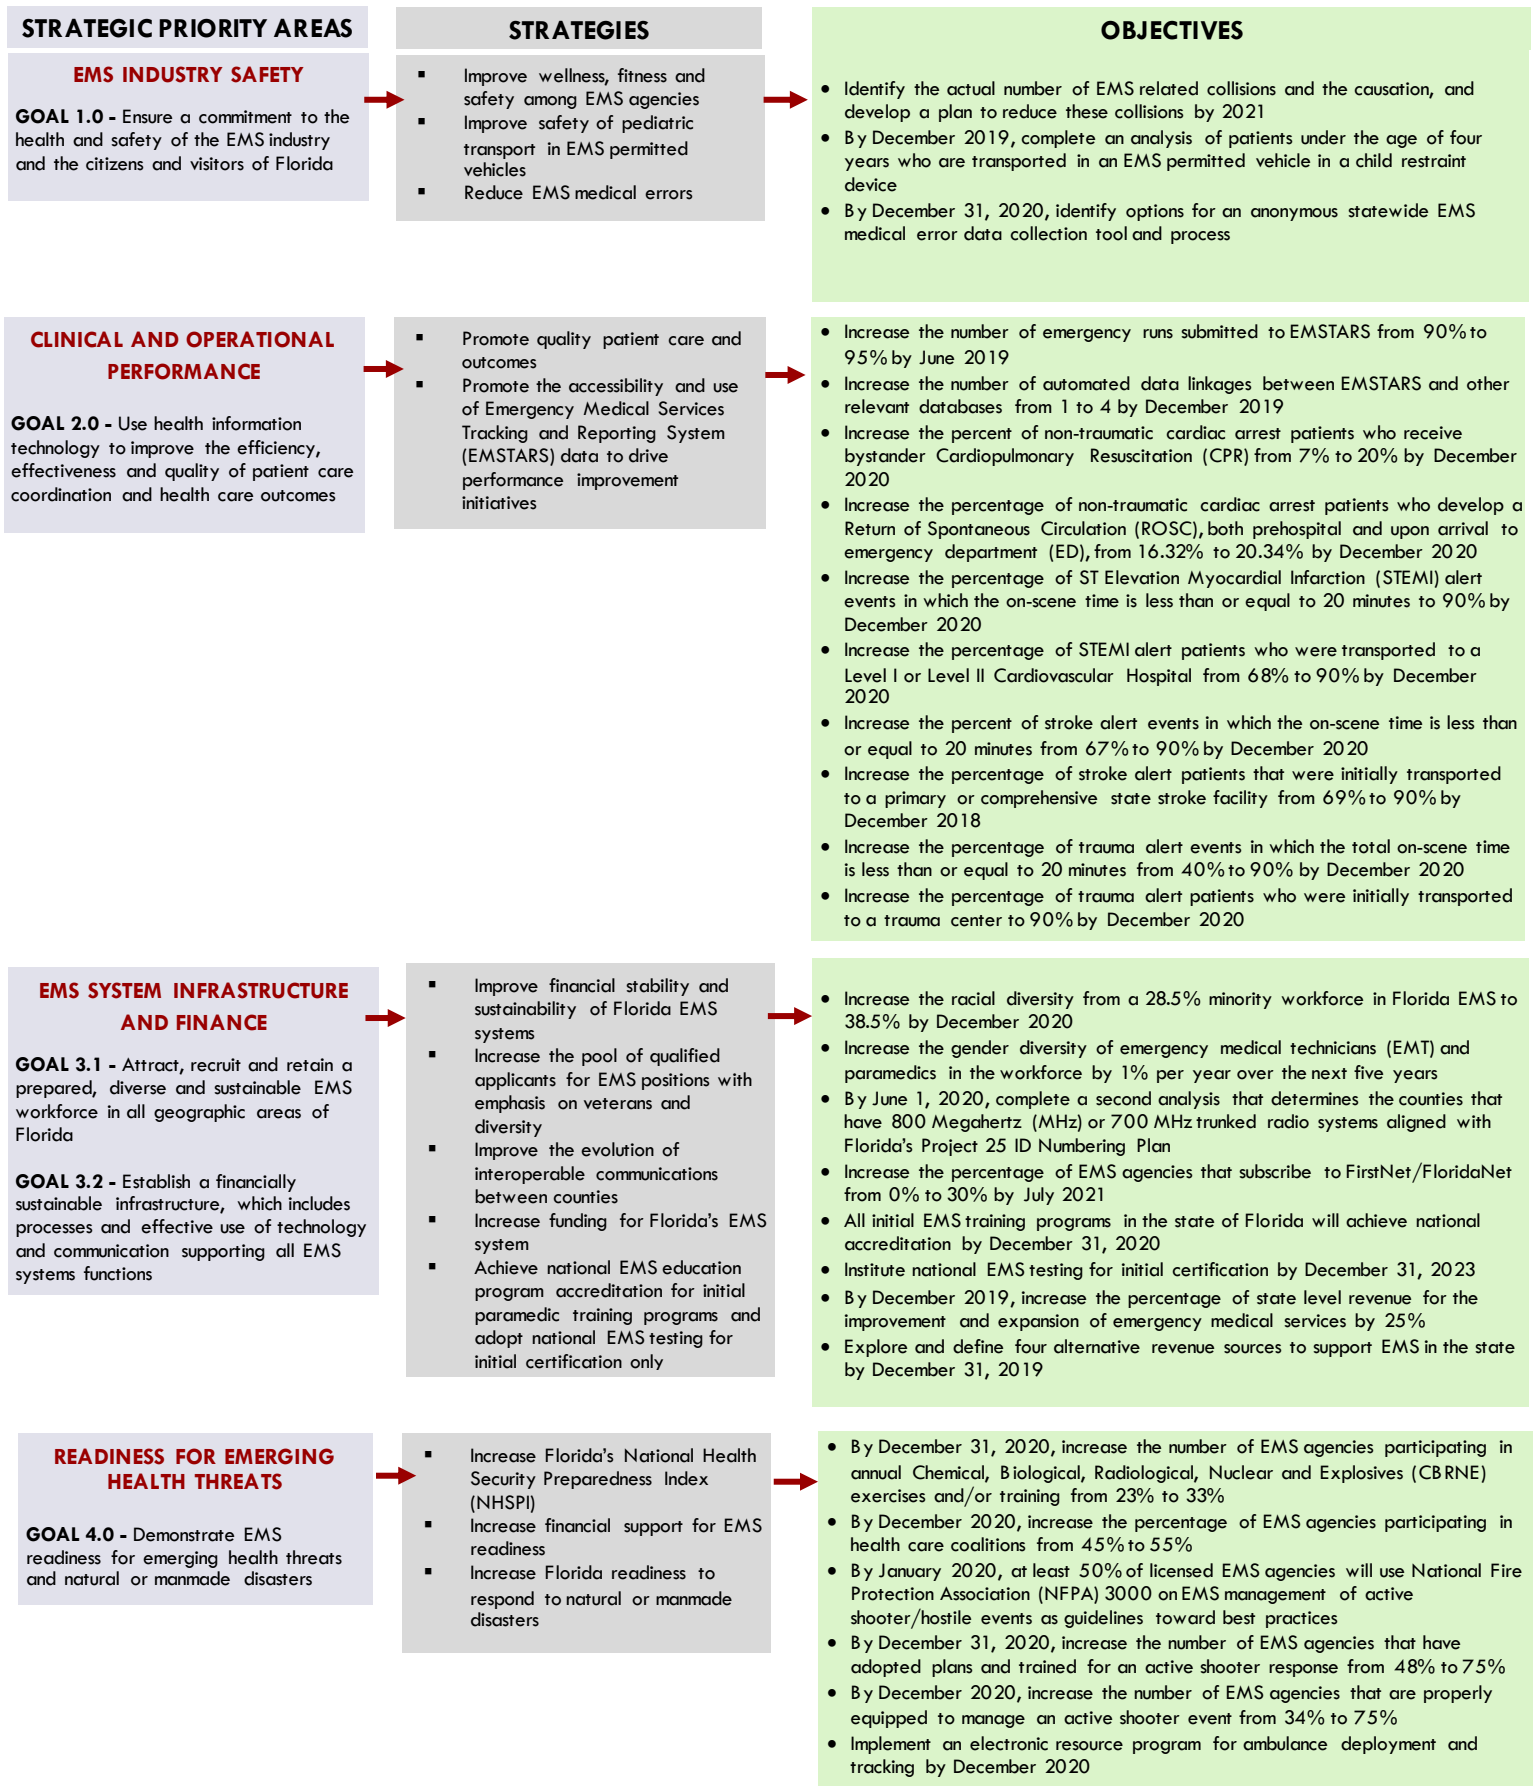 STRATEGIC PRIORITY AREAS
STRATEGIES
OBJECTIVES
EMS INDUSTRY SAFETY
GOAL 1.0 - Ensure a commitment to the
health and safety of the EMS industry
and the citizens and visitors of Florida
▪ Improve wellness, fitness and
safety among EMS agencies
▪ Improve safety of pediatric
transport in EMS permitted
vehicles
▪ Reduce EMS medical errors
• Identify the actual number of EMS related collisions and the causation, and
develop a plan to reduce these collisions by 2021
• By December 2019, complete an analysis of patients under the age of four
years who are transported in an EMS permitted vehicle in a child restraint
device
• By December 31, 2020, identify options for an anonymous statewide EMS
medical error data collection tool and process
CLINICAL AND OPERATIONAL
PERFORMANCE
GOAL 2.0 - Use health information
technology to improve the efficiency,
effectiveness and quality of patient care
coordination and health care outcomes
▪ Promote quality patient care and
outcomes
▪ Promote the accessibility and use
of Emergency Medical Services
Tracking and Reporting System
(EMSTARS) data to drive
performance improvement
initiatives
• Increase the number of emergency runs submitted to EMSTARS from 90% to
95% by June 2019
• Increase the number of automated data linkages between EMSTARS and other
relevant databases from 1 to 4 by December 2019
• Increase the percent of non-traumatic cardiac arrest patients who receive
bystander Cardiopulmonary Resuscitation (CPR) from 7% to 20% by December
2020
• Increase the percentage of non-traumatic cardiac arrest patients who develop a
Return of Spontaneous Circulation (ROSC), both prehospital and upon arrival to
emergency department (ED), from 16.32% to 20.34% by December 2020
• Increase the percentage of ST Elevation Myocardial Infarction (STEMI) alert
events in which the on-scene time is less than or equal to 20 minutes to 90% by
December 2020
• Increase the percentage of STEMI alert patients who were transported to a
Level I or Level II Cardiovascular Hospital from 68% to 90% by December
2020
• Increase the percent of stroke alert events in which the on-scene time is less than
or equal to 20 minutes from 67% to 90% by December 2020
• Increase the percentage of stroke alert patients that were initially transported
to a primary or comprehensive state stroke facility from 69% to 90% by
December 2018
• Increase the percentage of trauma alert events in which the total on-scene time
is less than or equal to 20 minutes from 40% to 90% by December 2020
• Increase the percentage of trauma alert patients who were initially transported
to a trauma center to 90% by December 2020
EMS SYSTEM INFRASTRUCTURE
AND FINANCE
GOAL 3.1 - Attract, recruit and retain a
prepared, diverse and sustainable EMS
workforce in all geographic areas of
Florida
GOAL 3.2 - Establish a financially
sustainable infrastructure, which includes
processes and effective use of technology
and communication supporting all EMS
systems functions
▪ Improve financial stability and
sustainability of Florida EMS
systems
▪ Increase the pool of qualified
applicants for EMS positions with
emphasis on veterans and
diversity
▪ Improve the evolution of
interoperable communications
between counties
▪ Increase funding for Florida's EMS
system
▪ Achieve national EMS education
program accreditation for initial
paramedic training programs and
adopt national EMS testing for
initial certification only
• Increase the racial diversity from a 28.5% minority workforce in Florida EMS to
38.5% by December 2020
• Increase the gender diversity of emergency medical technicians (EMT) and
paramedics in the workforce by 1% per year over the next five years
• By June 1, 2020, complete a second analysis that determines the counties that
have 800 Megahertz (MHz) or 700 MHz trunked radio systems aligned with
Florida's Project 25 ID Numbering Plan
• Increase the percentage of EMS agencies that subscribe to FirstNet/FloridaNet
from 0% to 30% by July 2021
• All initial EMS training programs in the state of Florida will achieve national
accreditation by December 31, 2020
• Institute national EMS testing for initial certification by December 31, 2023
• By December 2019, increase the percentage of state level revenue for the
improvement and expansion of emergency medical services by 25%
• Explore and define four alternative revenue sources to support EMS in the state
by December 31, 2019
READINESS FOR EMERGING
HEALTH THREATS
GOAL 4.0 - Demonstrate EMS
readiness for emerging health threats
and natural or manmade disasters
▪ Increase Florida's National Health
Security Preparedness Index
(NHSPI)
▪ Increase financial support for EMS
readiness
▪ Increase Florida readiness to
respond to natural or manmade
disasters
• By December 31, 2020, increase the number of EMS agencies participating in
annual Chemical, Biological, Radiological, Nuclear and Explosives (CBRNE)
exercises and/or training from 23% to 33%
• By December 2020, increase the percentage of EMS agencies participating in
health care coalitions from 45% to 55%
• By January 2020, at least 50% of licensed EMS agencies will use National Fire
Protection Association (NFPA) 3000 on EMS management of active
shooter/hostile events as guidelines toward best practices
• By December 31, 2020, increase the number of EMS agencies that have
adopted plans and trained for an active shooter response from 48% to 75%
• By December 2020, increase the number of EMS agencies that are properly
equipped to manage an active shooter event from 34% to 75%
• Implement an electronic resource program for ambulance deployment and
tracking by December 2020